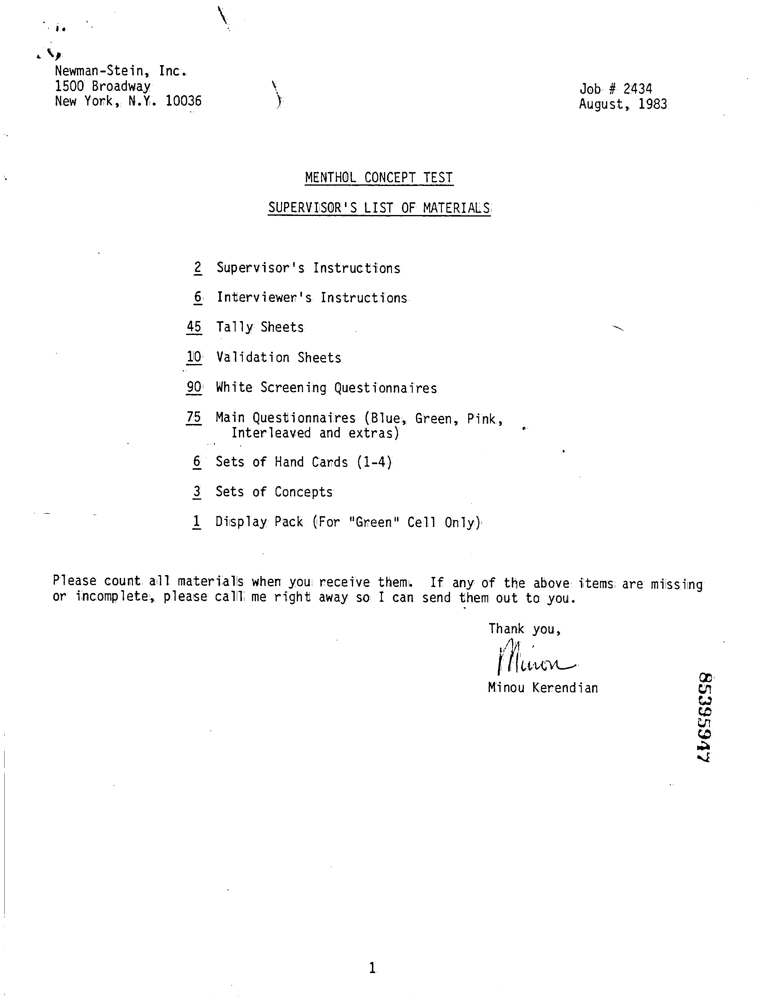 Newman-Stein, Inc.
1500 Broadway
New York, N.Y. 10036
Job # 2434
August, 1983
MENTHOL CONCEPT TEST
SUPERVISOR'S LIST OF MATERIALS
2 Supervisor's Instructions
6 Interviewer's Instructions
45 Tally Sheets
10 Validation Sheets
90 White Screening Questionnaires
75 Main Questionnaires (Blue, Green, Pink,
Interleaved and extras)
6 Sets of Hand Cards (1-4)
3 Sets of Concepts
1 Display Pack (For "Green" Cell Only)
Please count all materials when you receive them. If any of the above items are missing
or incomplete, please call me right away so I can send them out to you.
Thank you,
Minou
Minou Kerendian
85395947
1